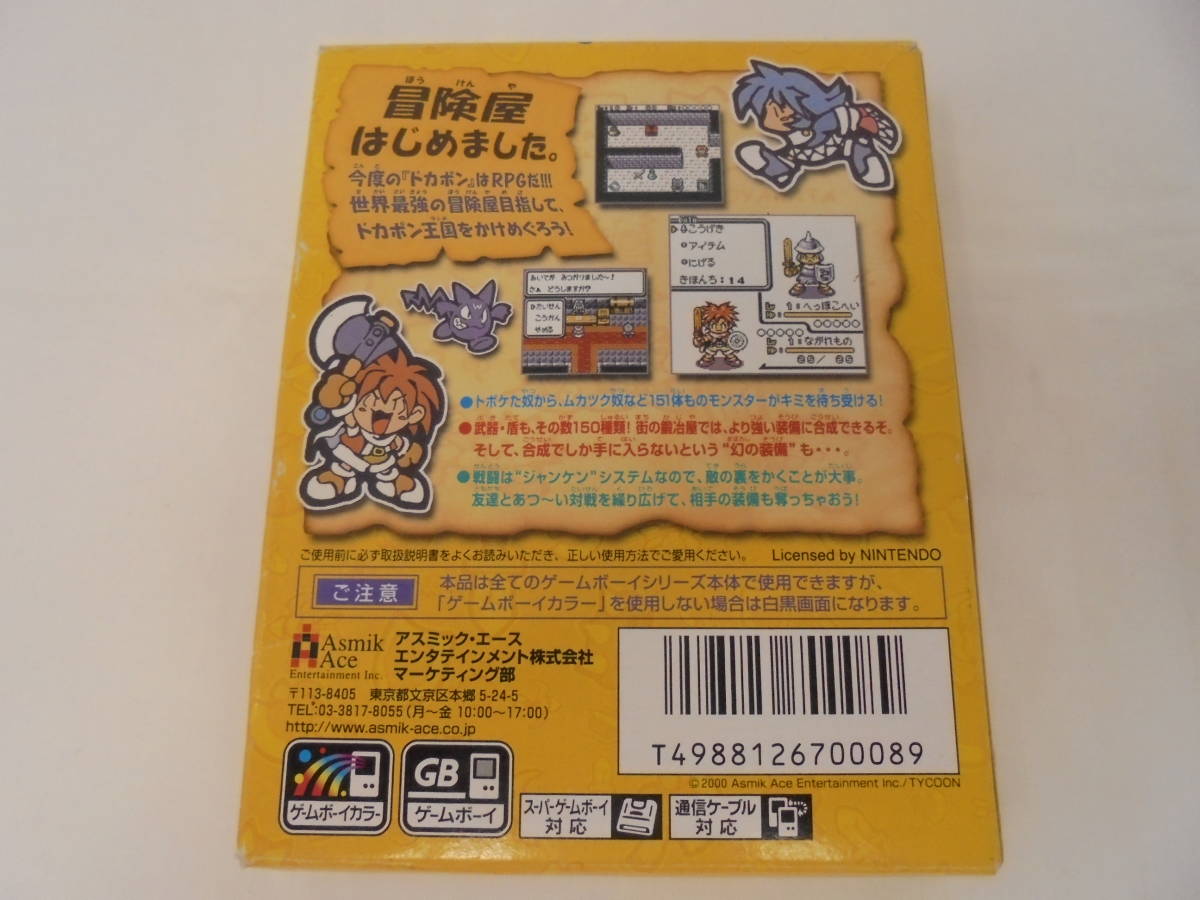 冒険屋
はじめました。
今度の『ドカポン』はRPGだ!!!
世界最強の冒険屋目指して、
ドカポン王国をかけめぐろう!
こうげき
アイテム
にげる
きほんち:14
1:へっぽこへい
1:ながれもの
25/25
あいてが みつかりました〜!
さぁ どうしますか?
たいせん
こうかん
やめる
●トボケた奴から、ムカツク奴など151体ものモンスターがキミを待ち受ける!
●武器・盾も、その数150種類! 街の鍛冶屋では、より強い装備に合成できるぞ。
そして、合成でしか手に入らないという“幻の装備”も・・・。
●戦闘は“ジャンケン”システムなので、敵の裏をかくことが大事。
友達とあつ〜い対戦を繰り広げて、相手の装備も奪っちゃおう!
ご使用前に必ず取扱説明書をよくお読みいただき、正しい使用方法でご愛用ください。 Licensed by NINTENDO
ご注意
本品は全てのゲームボーイシリーズ本体で使用できますが、
「ゲームボーイカラー」を使用しない場合は白黒画面になります。
Asmik
Ace
Entertainment Inc.
アスミック・エース
エンタテインメント株式会社
マーケティング部
〒113-8405 東京都文京区本郷5-24-5
TEL:03-3817-8055(月〜金 10:00〜17:00)
http://www.asmik-ace.co.jp
T4988126700089
©2000 Asmik Ace Entertainment Inc./TYCOON
ゲームボーイカラー
GB
ゲームボーイ
スーパーゲームボーイ
対応
通信ケーブル
対応